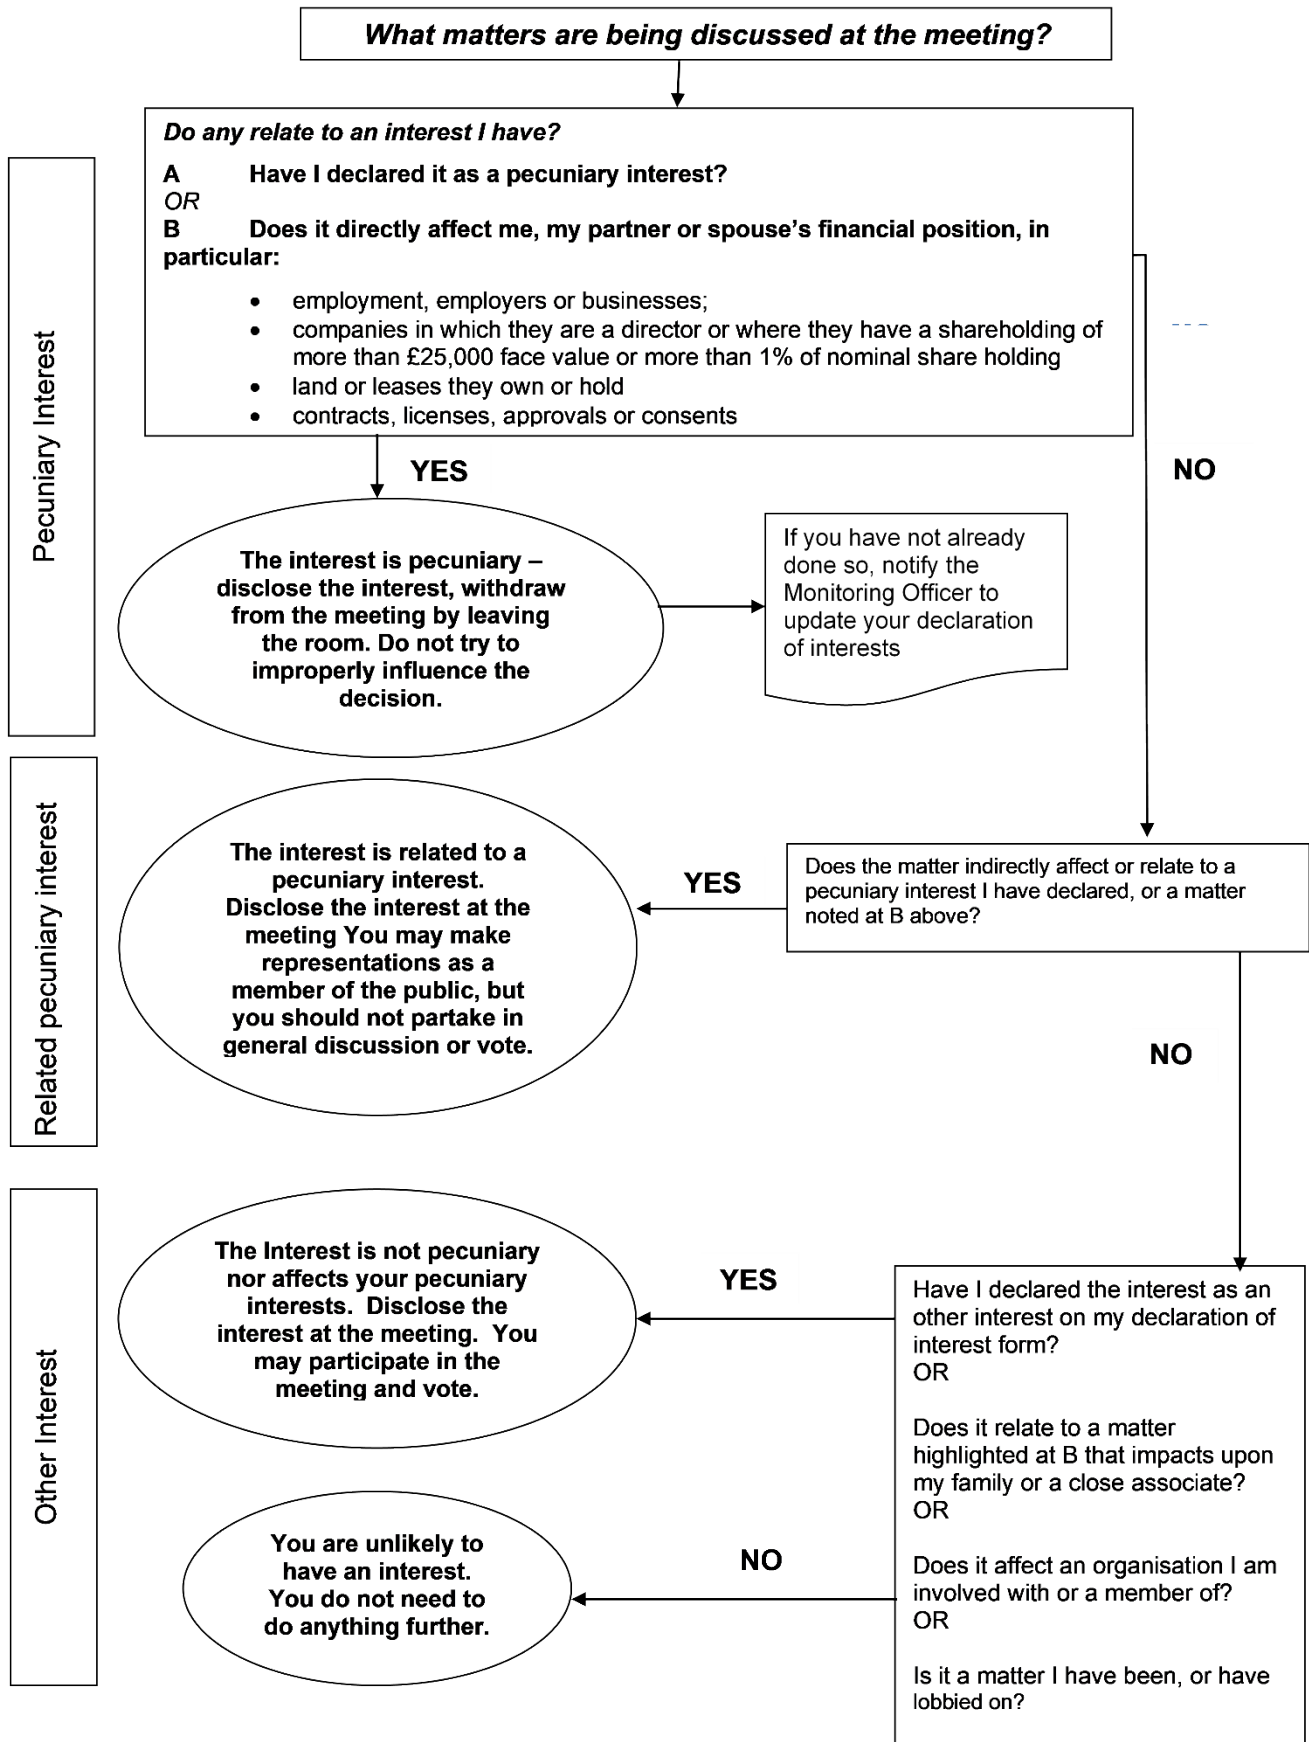 What matters are being discussed at the meeting?
Do any relate to an interest I have?
A Have I declared it as a pecuniary interest?
OR
B Does it directly affect me, my partner or spouse's financial position, in
particular:
• employment, employers or businesses;
• companies in which they are a director or where they have a shareholding of
more than £25,000 face value or more than 1% of nominal share holding
• land or leases they own or hold
• contracts, licenses, approvals or consents
Pecuniary Interest
YES
NO
The interest is pecuniary –
disclose the interest, withdraw
from the meeting by leaving
the room. Do not try to
improperly influence the
decision.
If you have not already
done so, notify the
Monitoring Officer to
update your declaration
of interests
Related pecuniary interest
The interest is related to a
pecuniary interest.
Disclose the interest at the
meeting You may make
representations as a
member of the public, but
you should not partake in
general discussion or vote.
YES
Does the matter indirectly affect or relate to a
pecuniary interest I have declared, or a matter
noted at B above?
NO
Other Interest
The Interest is not pecuniary
nor affects your pecuniary
interests. Disclose the
interest at the meeting. You
may participate in the
meeting and vote.
YES
Have I declared the interest as an
other interest on my declaration of
interest form?
OR
Does it relate to a matter
highlighted at B that impacts upon
my family or a close associate?
OR
Does it affect an organisation I am
involved with or a member of?
OR
Is it a matter I have been, or have
lobbied on?
NO
You are unlikely to
have an interest.
You do not need to
do anything further.